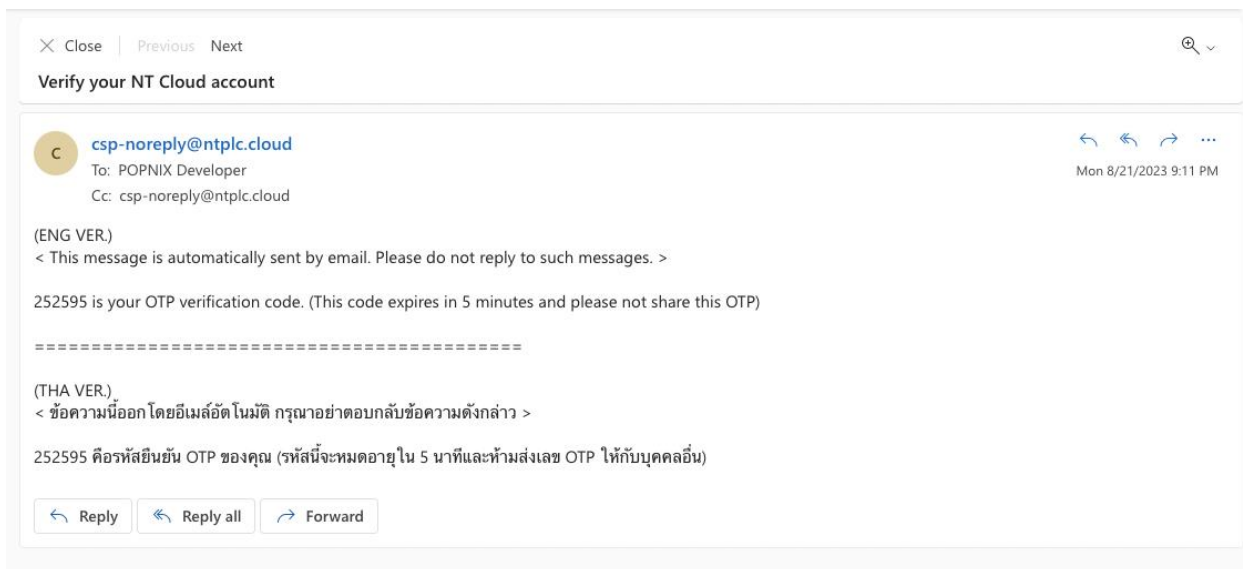 Close Previous Next
Verify your NT Cloud account
C
csp-noreply@ntplc.cloud
To: POPNIX Developer
Mon 8/21/2023 9:11 PM
Cc: csp-noreply@ntplc.cloud
(ENG VER.)
< This message is automatically sent by email. Please do not reply to such messages. >
252595 is your OTP verification code. (This code expires in 5 minutes and please not share this OTP)
===========================================
(THA VER.)
< ข้อความนี้ออกโดยอีเมล์อัตโนมัติ กรุณาอย่าตอบกลับข้อความดังกล่าว >
252595 คือรหัสยืนยัน OTP ของคุณ (รหัสนี้จะหมดอายุใน 5 นาทีและห้ามส่งเลข OTP ให้กับบุคคลอื่น)
Reply Reply all Forward